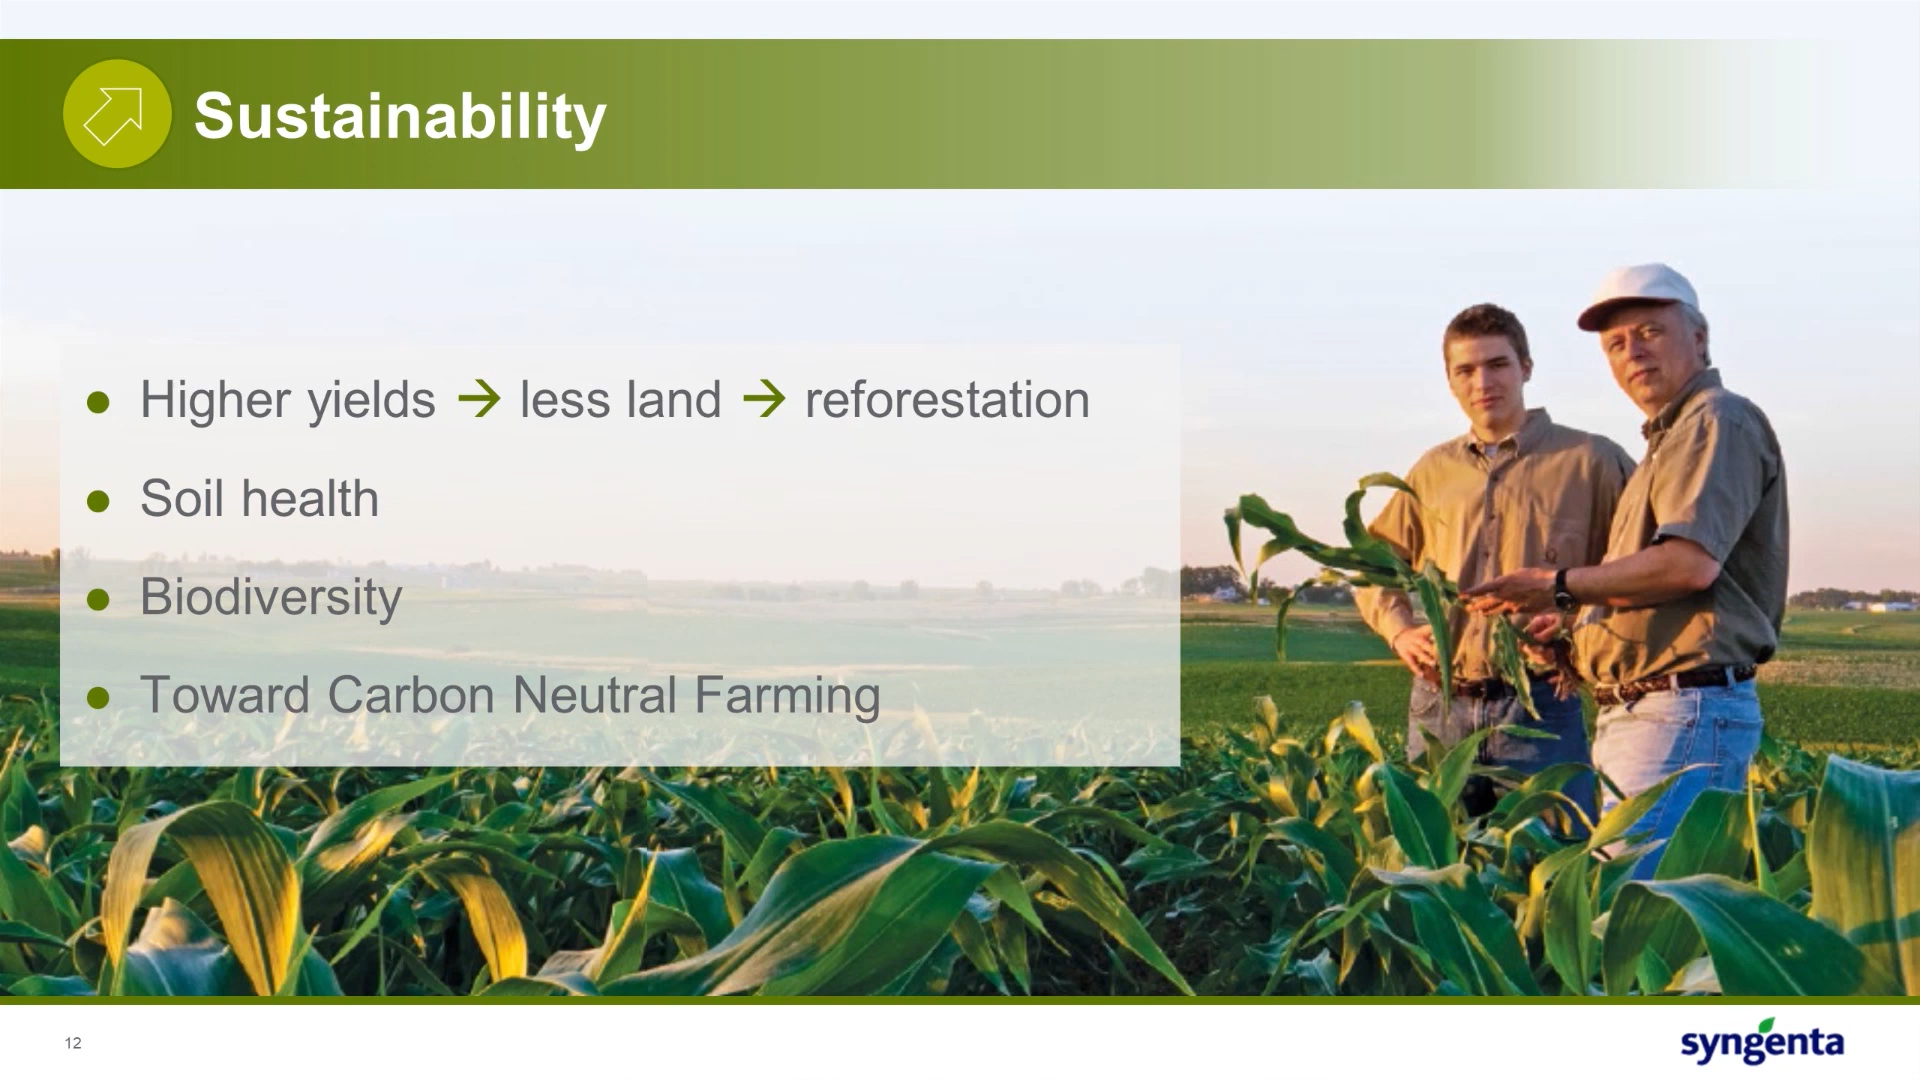 Sustainability
● Higher yields → less land → reforestation
● Soil health
● Biodiversity
● Toward Carbon Neutral Farming
12
syngenta